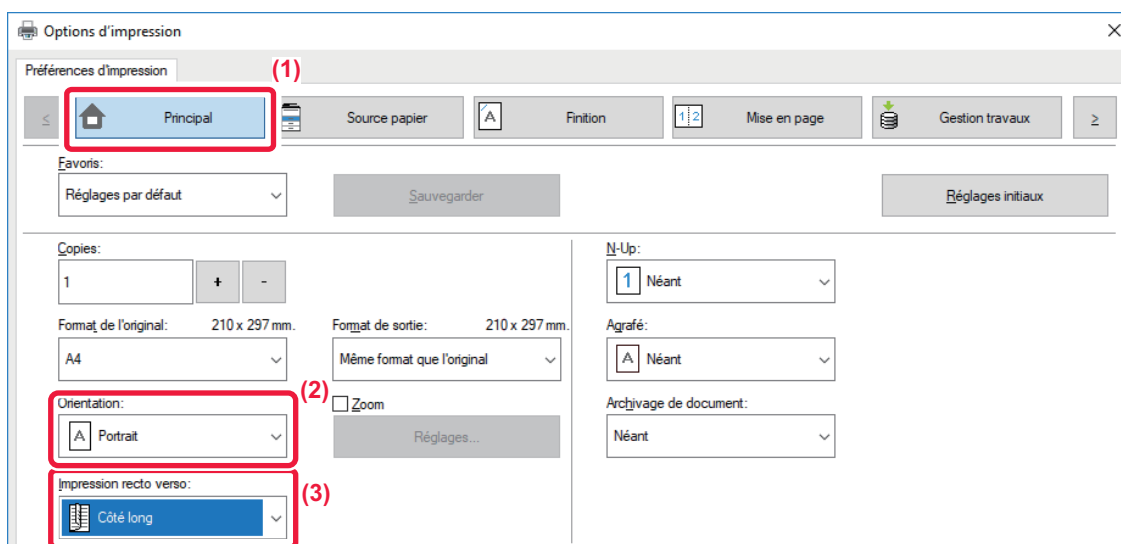 Options d'impression
Préférences d'impression
(1)
< Principal Source papier A Finition 1 2 Mise en page Gestion travaux >
Favoris:
Réglages par défaut Sauvegarder Réglages initiaux
Copies: N-Up:
1 + - 1 Néant
Format de l'original: 210 x 297 mm. Format de sortie: 210 x 297 mm. Agrafé:
A4 Même format que l'original A Néant
(2)
Orientation: Zoom Archivage de document:
A Portrait Réglages... Néant
Impression recto verso: (3)
Côté long